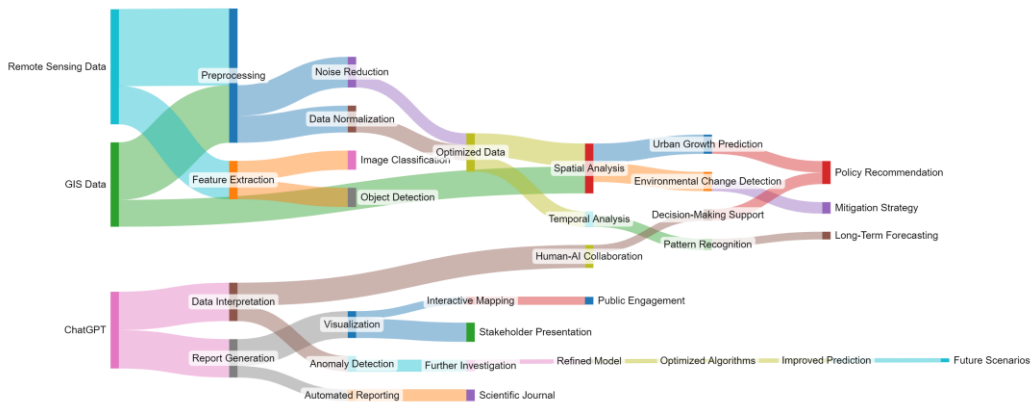 Remote Sensing Data
Preprocessing
Noise Reduction
Data Normalization
Image Classification
Optimized Data
Urban Growth Prediction
Spatial Analysis
Policy Recommendation
GIS Data
Feature Extraction
Object Detection
Environmental Change Detection
Mitigation Strategy
Temporal Analysis
Decision-Making Support
Pattern Recognition
Long-Term Forecasting
Human-AI Collaboration
ChatGPT
Data Interpretation
Interactive Mapping
Public Engagement
Visualization
Stakeholder Presentation
Report Generation
Anomaly Detection
Further Investigation
Refined Model
Optimized Algorithms
Improved Prediction
Future Scenarios
Automated Reporting
Scientific Journal